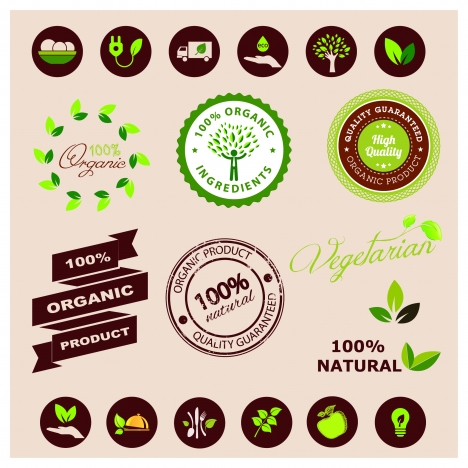 eco
100%
Organic
100% ORGANIC
INGREDIENTS
QUALITY GUARANTEED
High
Quality
ORGANIC PRODUCT
100%
ORGANIC
PRODUCT
ORGANIC PRODUCT
100%
natural
QUALITY GUARANTEED
Vegetarian
100%
NATURAL